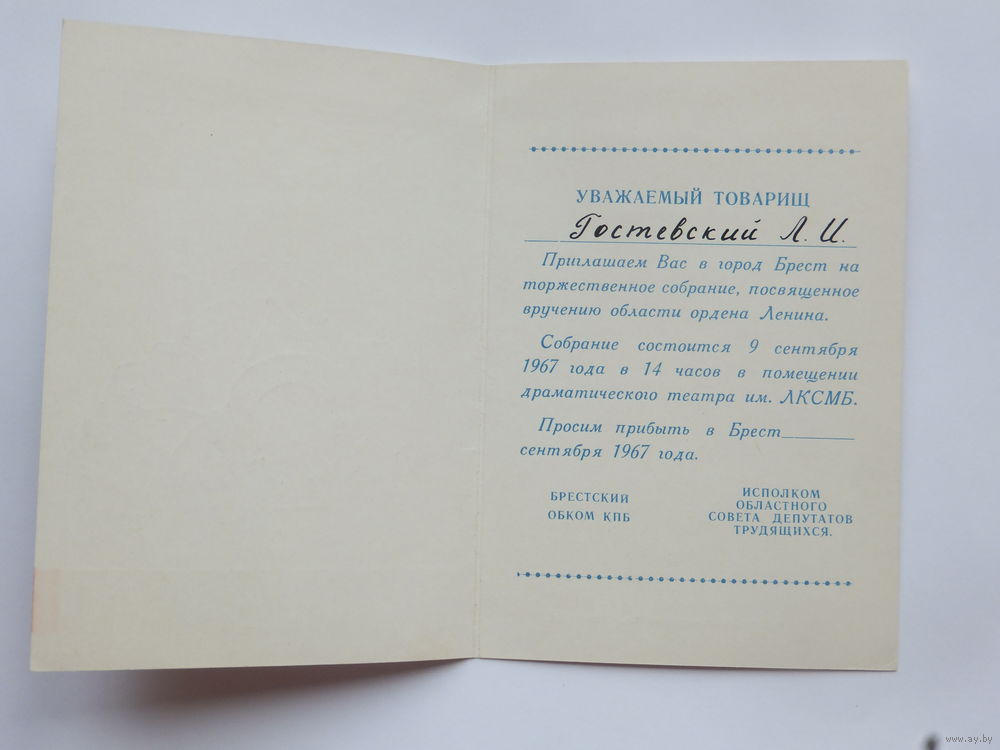 УВАЖАЕМЫЙ ТОВАРИЩ
Гостевский Л. И.
Приглашаем Вас в город Брест на
торжественное собрание, посвященное
вручению области ордена Ленина.
Собрание состоится 9 сентября
1967 года в 14 часов в помещении
драматического театра им. ЛКСМБ.
Просим прибыть в Брест______
сентября 1967 года.
БРЕСТСКИЙ
ОБКОМ КПБ
ИСПОЛКОМ
ОБЛАСТНОГО
СОВЕТА ДЕПУТАТОВ
ТРУДЯЩИХСЯ.
www.ay.by